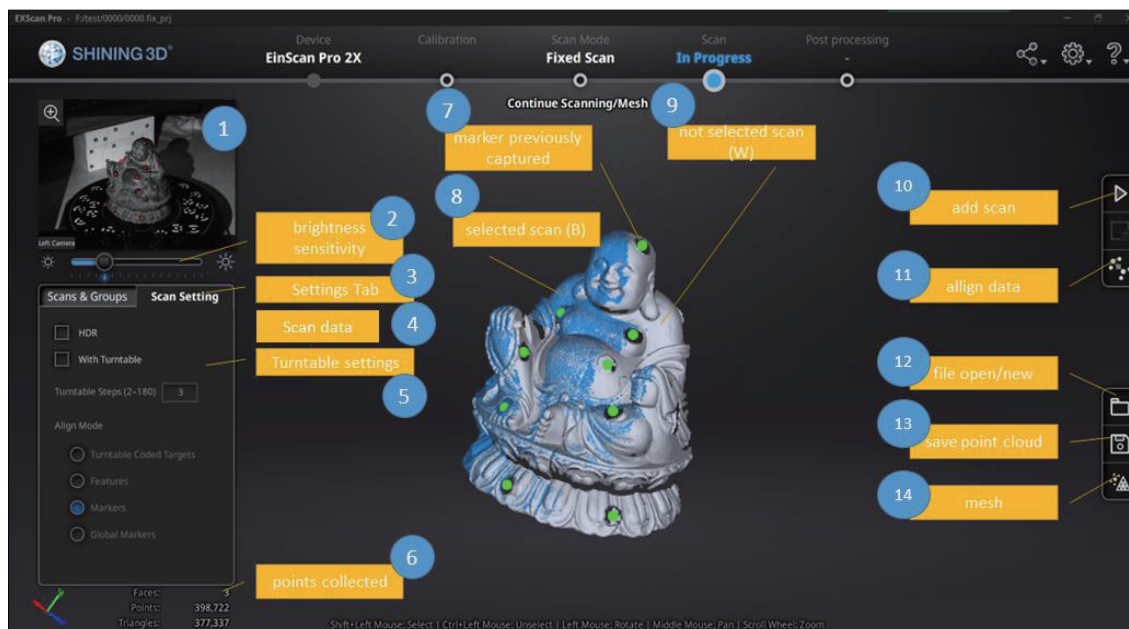 EXScan Pro - F:/test/0000/0000.fix_prj
SHINING 3D®
Device
EinScan Pro 2X
Calibration
Scan Mode
Fixed Scan
Scan
In Progress
Post processing
-
Continue Scanning/Mesh
1
Left Camera
2
brightness
sensitivity
3
Settings Tab
4
Scan data
5
Turntable settings
6
points collected
7
marker previously
captured
8
selected scan (B)
9
not selected scan
(W)
10
add scan
11
allign data
12
file open/new
13
save point cloud
14
mesh
Scans & Groups
Scan Setting
HDR
With Turntable
Turntable Steps (2~180) 3
Align Mode
Turntable Coded Targets
Features
Markers
Global Markers
Faces: 3
Points: 398,722
Triangles: 377,337
Shift+Left Mouse: Select | Ctrl+Left Mouse: Unselect | Left Mouse: Rotate | Middle Mouse: Pan | Scroll Wheel: Zoom